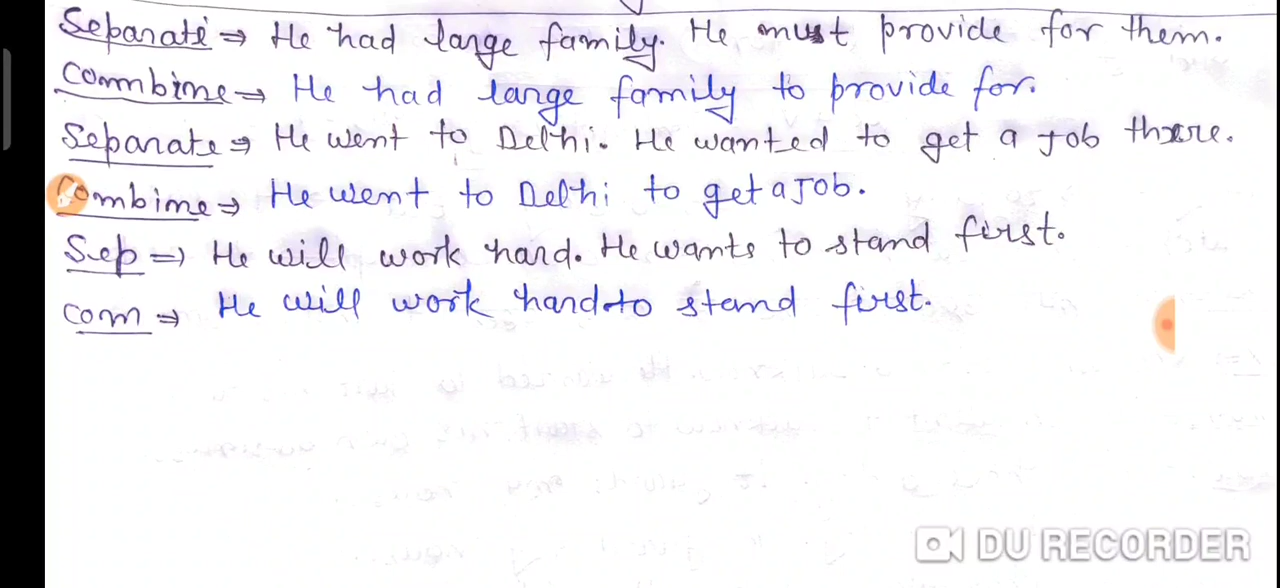 Separate ⇒ He had large family. He must provide for them.
Commbime ⇒ He had large family to provide for.
Separate ⇒ He went to Delhi. He wanted to get a job there.
Combime ⇒ He went to Delhi to get a Job.
Sep ⇒ He will work hard. He wants to stand first.
com ⇒ He will work hard to stand first.
DU RECORDER